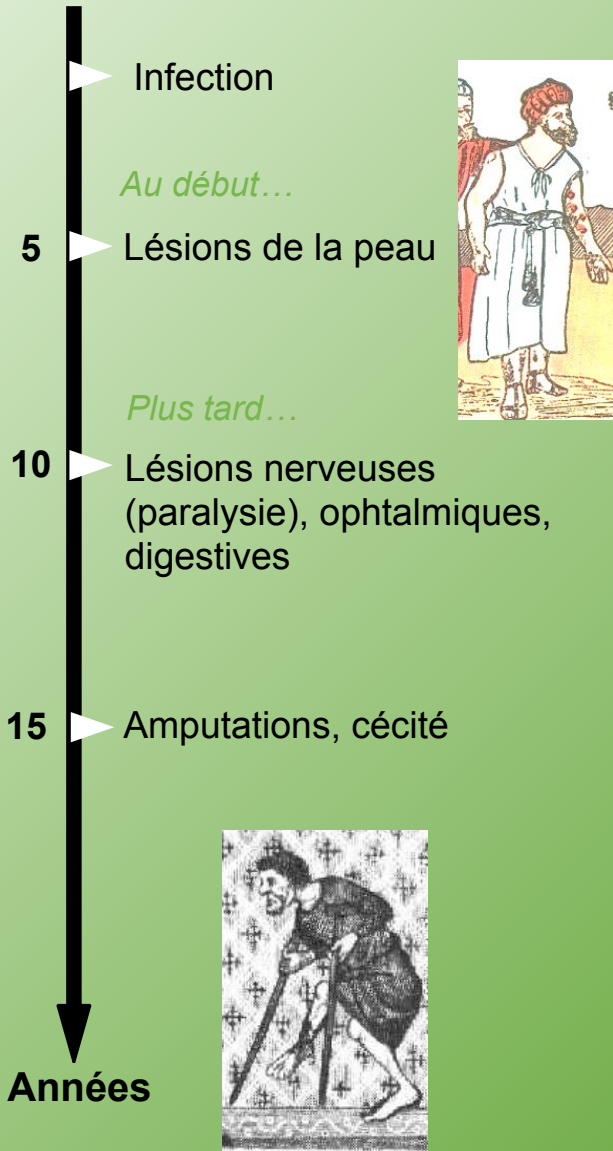 Infection
Au début…
5 Lésions de la peau
Plus tard…
10 Lésions nerveuses
(paralysie), ophtalmiques,
digestives
15 Amputations, cécité
Années